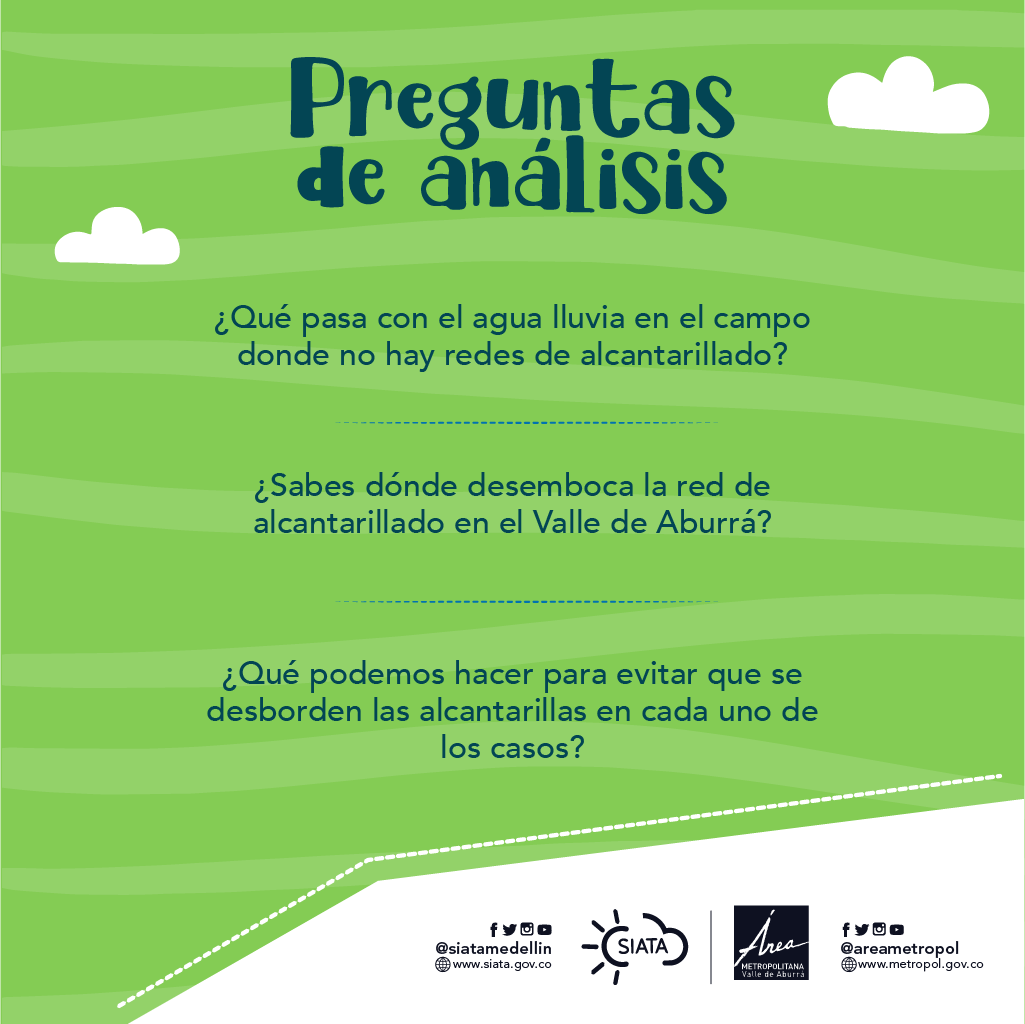 Preguntas
de análisis
¿Qué pasa con el agua lluvia en el campo
donde no hay redes de alcantarillado?
¿Sabes dónde desemboca la red de
alcantarillado en el Valle de Aburrá?
¿Qué podemos hacer para evitar que se
desborden las alcantarillas en cada uno de
los casos?
@siatamedellin
www.siata.gov.co
SIATA
Área
METROPOLITANA
Valle de Aburrá
@areametropol
www.metropol.gov.co